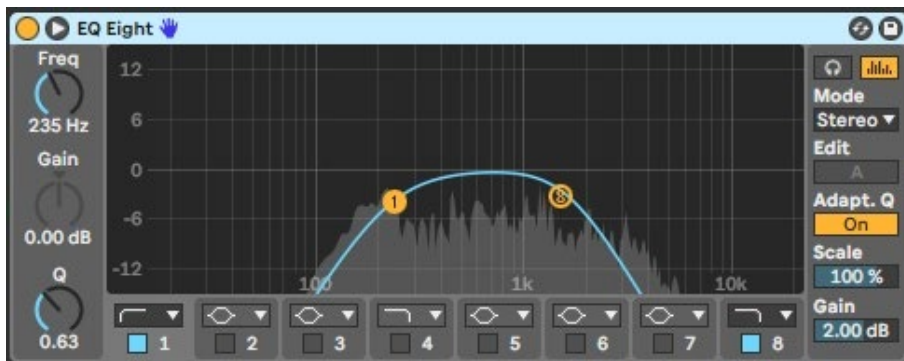 EQ Eight
Freq
235 Hz
Gain
0.00 dB
Q
0.63
12
6
0
-6
-12
100
1k
10k
1
8
1
2
3
4
5
6
7
8
Mode
Stereo
Edit
A
Adapt. Q
On
Scale
100 %
Gain
2.00 dB